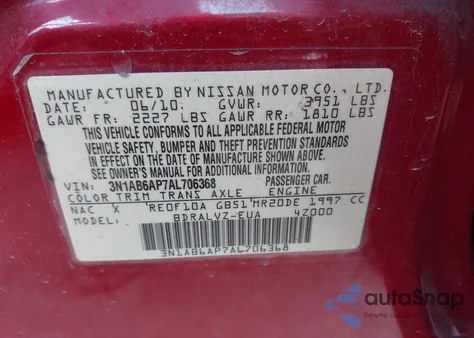 MANUFACTURED BY NISSAN MOTOR CO., LTD.
DATE: 06/10: GVWR: 3951 LBS
GAWR FR: 2227 LBS GAWR RR: 1810 LBS
THIS VEHICLE CONFORMS TO ALL APPLICABLE FEDERAL MOTOR
VEHICLE SAFETY, BUMPER AND THEFT PREVENTION STANDARDS
IN EFFECT ON THE DATE OF MANUFACTURE SHOWN ABOVE.
SEE OWNER'S MANUAL FOR ADDITIONAL INFORMATION.
VIN: 3N1AB6AP7AL706368 PASSENGER CAR.
COLOR TRIM TRANS AXLE ENGINE
NAC X RE0F10A GB51 MR20DE 1997 CC
MODEL: BDRALVZ-EUA 4Z000
3N1AB6AP7AL706368
autoSnap